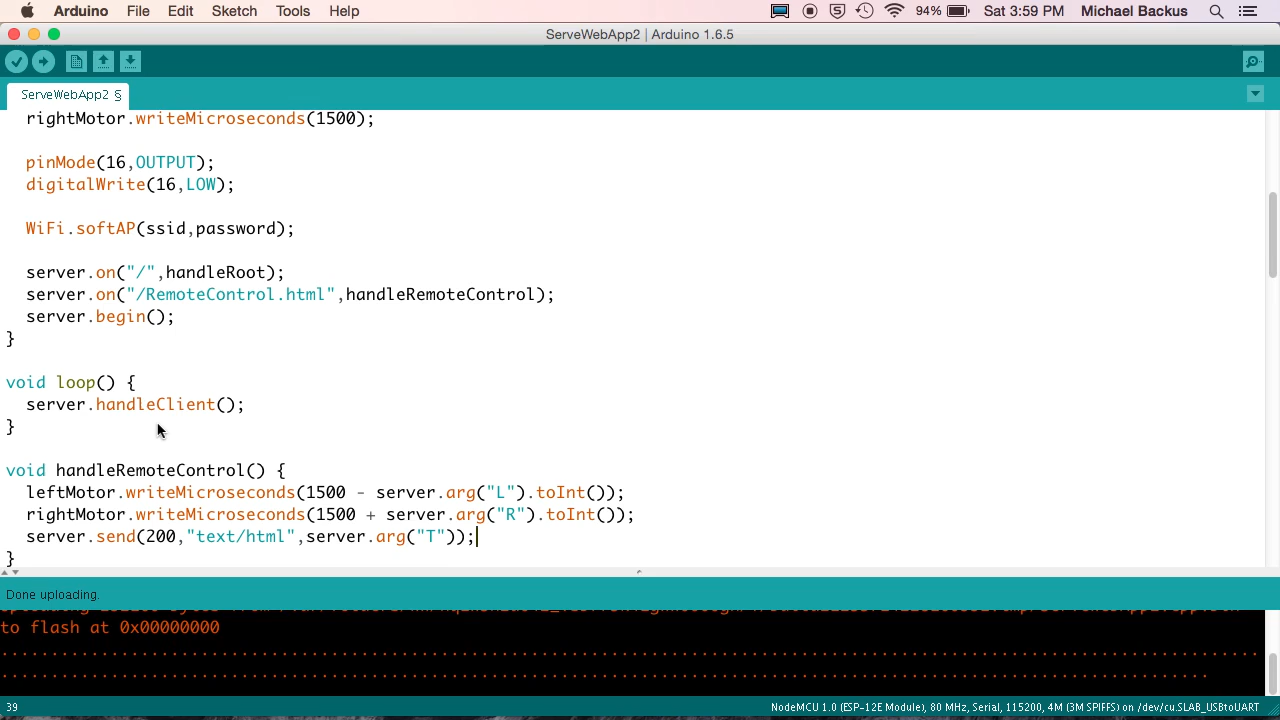 Arduino File Edit Sketch Tools Help 94% Sat 3:59 PM Michael Backus
ServeWebApp2 | Arduino 1.6.5
ServeWebApp2 §
rightMotor.writeMicroseconds(1500);
pinMode(16,OUTPUT);
digitalWrite(16,LOW);
WiFi.softAP(ssid,password);
server.on("/",handleRoot);
server.on("/RemoteControl.html",handleRemoteControl);
server.begin();
}
void loop() {
server.handleClient();
}
void handleRemoteControl() {
leftMotor.writeMicroseconds(1500 - server.arg("L").toInt());
rightMotor.writeMicroseconds(1500 + server.arg("R").toInt());
server.send(200,"text/html",server.arg("T"));
}
Done uploading.
to flash at 0x00000000
39 NodeMCU 1.0 (ESP-12E Module), 80 MHz, Serial, 115200, 4M (3M SPIFFS) on /dev/cu.SLAB_USBtoUART